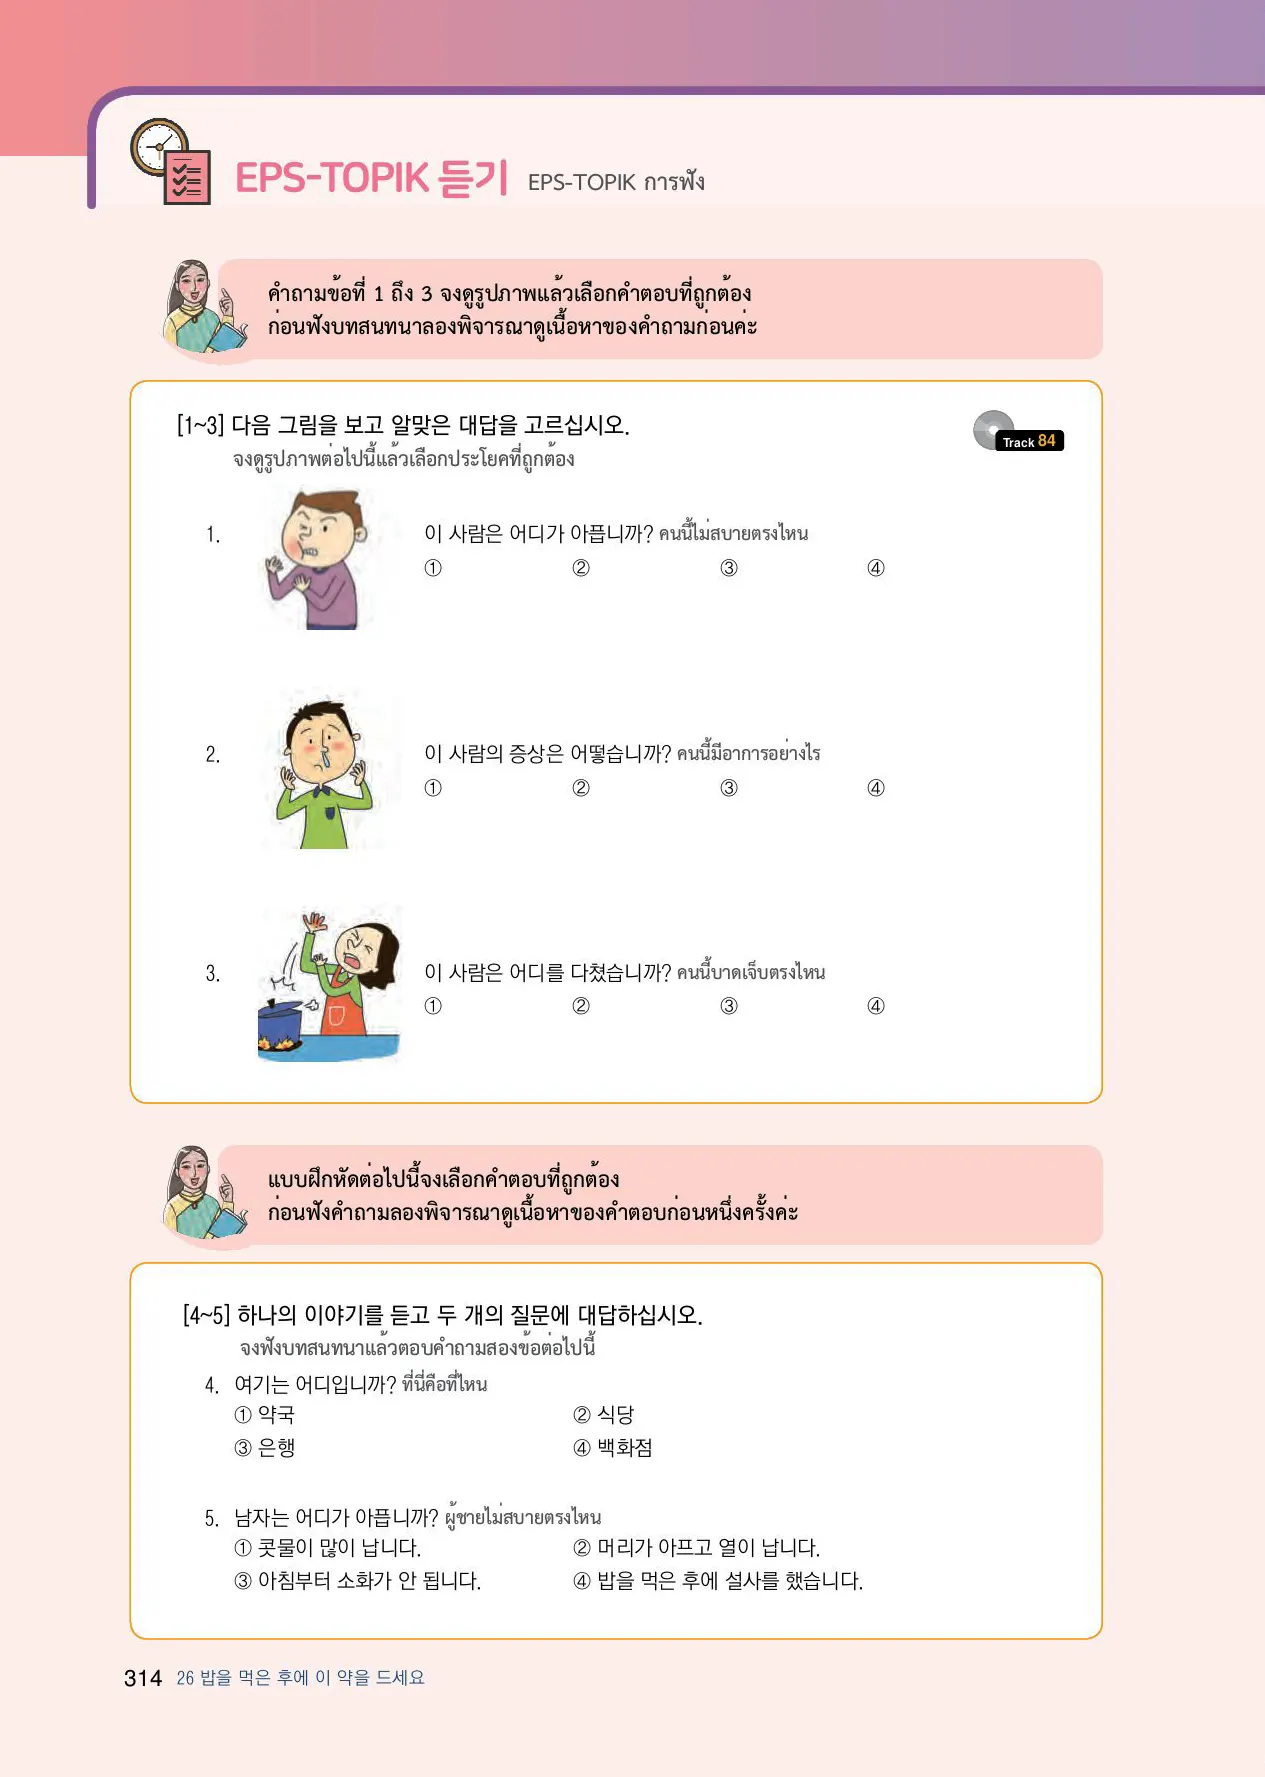 EPS-TOPIK 듣기 EPS-TOPIK การฟัง
คำถามข้อที่ 1 ถึง 3 จงดูรูปภาพแล้วเลือกคำตอบที่ถูกต้อง
ก่อนฟังบทสนทนาลองพิจารณาดูเนื้อหาของคำถามก่อนค่ะ
[1~3] 다음 그림을 보고 알맞은 대답을 고르십시오.
Track 84
จงดูรูปภาพต่อไปนี้แล้วเลือกประโยคที่ถูกต้อง
1. 이 사람은 어디가 아픕니까? คนนี้ไม่สบายตรงไหน
① ② ③ ④
2. 이 사람의 증상은 어떻습니까? คนนี้มีอาการอย่างไร
① ② ③ ④
3. 이 사람은 어디를 다쳤습니까? คนนี้บาดเจ็บตรงไหน
① ② ③ ④
แบบฝึกหัดต่อไปนี้จงเลือกคำตอบที่ถูกต้อง
ก่อนฟังคำถามลองพิจารณาดูเนื้อหาของคำตอบก่อนหนึ่งครั้งค่ะ
[4~5] 하나의 이야기를 듣고 두 개의 질문에 대답하십시오.
จงฟังบทสนทนาแล้วตอบคำถามสองข้อต่อไปนี้
4. 여기는 어디입니까? ที่นี่คือที่ไหน
① 약국 ② 식당
③ 은행 ④ 백화점
5. 남자는 어디가 아픕니까? ผู้ชายไม่สบายตรงไหน
① 콧물이 많이 납니다. ② 머리가 아프고 열이 납니다.
③ 아침부터 소화가 안 됩니다. ④ 밥을 먹은 후에 설사를 했습니다.
314 26 밥을 먹은 후에 이 약을 드세요